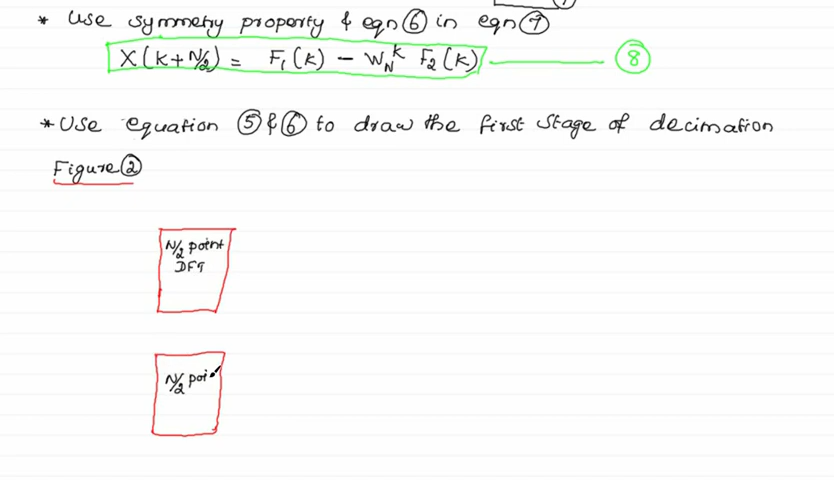 * Use symmetry property & eqn ⑥ in eqn ⑦
X(k+N/2) = F₁(k) − W_N^k F₂(k) ⑧
* Use equation ⑤ & ⑥ to draw the first stage of decimation
Figure ②
N/2 point
DFT
N/2 poi